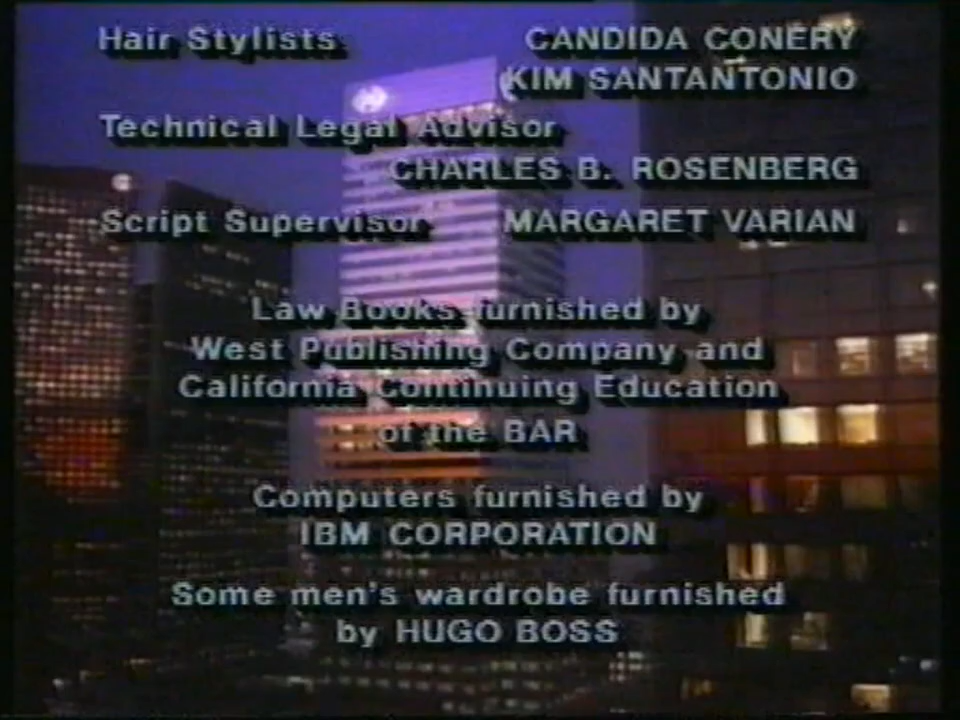 Hair Stylists CANDIDA CONERY
KIM SANTANTONIO
Technical Legal Advisor
CHARLES B. ROSENBERG
Script Supervisor MARGARET VARIAN
Law Books furnished by
West Publishing Company and
California Continuing Education
of the BAR
Computers furnished by
IBM CORPORATION
Some men's wardrobe furnished
by HUGO BOSS